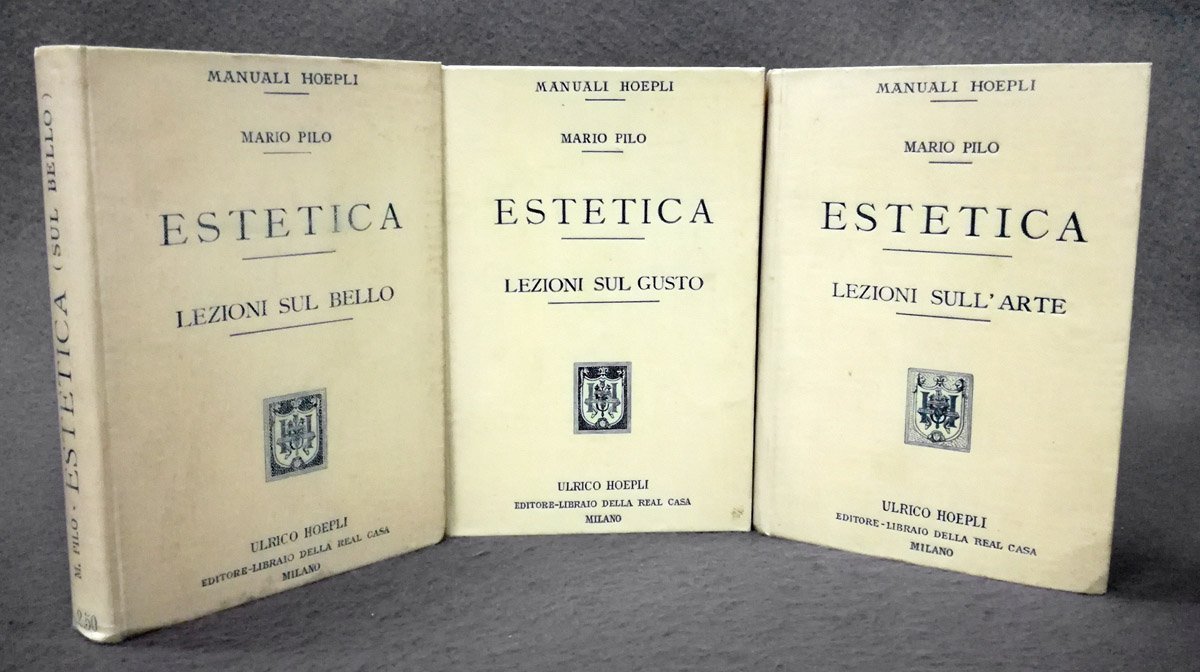 M. PILO - ESTETICA (SUL BELLO)
2.50
MANUALI HOEPLI
MARIO PILO
ESTETICA
LEZIONI SUL BELLO
ULRICO HOEPLI
EDITORE-LIBRAIO DELLA REAL CASA
MILANO
MANUALI HOEPLI
MARIO PILO
ESTETICA
LEZIONI SUL GUSTO
ULRICO HOEPLI
EDITORE-LIBRAIO DELLA REAL CASA
MILANO
MANUALI HOEPLI
MARIO PILO
ESTETICA
LEZIONI SULL'ARTE
ULRICO HOEPLI
EDITORE-LIBRAIO DELLA REAL CASA
MILANO